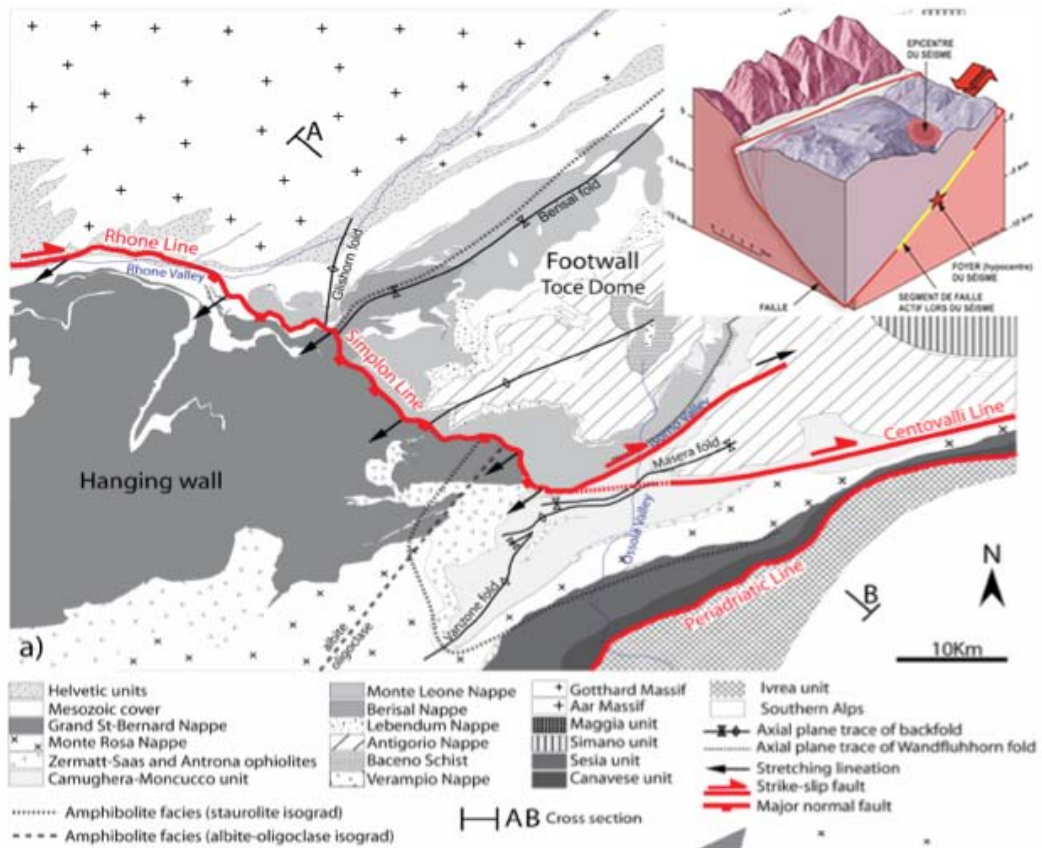 A
Rhone Line
Rhone Valley
Glishorn fold
Berisal fold
Footwall
Toce Dome
Simplon Line
Hanging wall
Centovalli Line
Masera fold
Ossola Valley
Vanzone fold
albite
oligoclase
Periadriatic Line
B
N
10Km
a)
EPICENTRE
DU SÉISME
FOYER (hypocentre)
DU SÉISME
SEGMENT DE FAILLE
ACTIF LORS DU SÉISME
FAILLE
Helvetic units
Mesozoic cover
Grand St-Bernard Nappe
Monte Rosa Nappe
Zermatt-Saas and Antrona ophiolites
Camughera-Moncucco unit
Monte Leone Nappe
Berisal Nappe
Lebendum Nappe
Antigorio Nappe
Baceno Schist
Verampio Nappe
Gotthard Massif
Aar Massif
Maggia unit
Simano unit
Sesia unit
Canavese unit
Ivrea unit
Southern Alps
Axial plane trace of backfold
Axial plane trace of Wandfluhhorn fold
Stretching lineation
Strike-slip fault
Major normal fault
Amphibolite facies (staurolite isograd)
Amphibolite facies (albite-oligoclase isograd)
A B Cross section